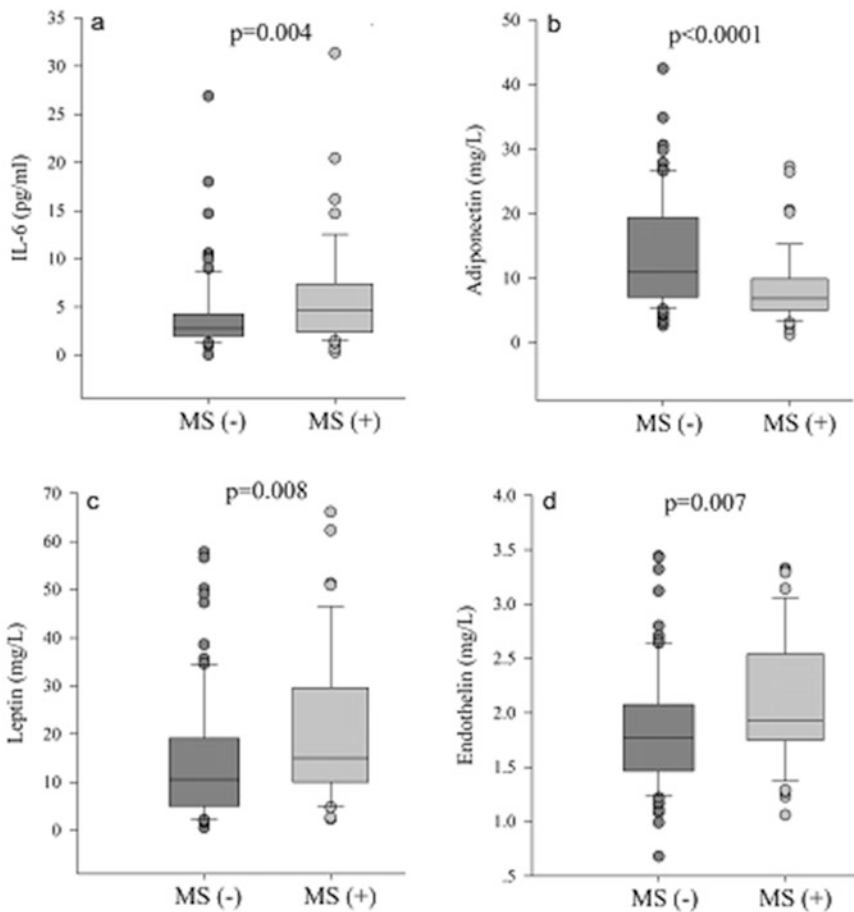 a
p=0.004
35
30
25
20
15
10
5
0
IL-6 (pg/ml)
MS (-)
MS (+)
b
p<0.0001
50
40
30
20
10
0
Adiponectin (mg/L)
MS (-)
MS (+)
c
p=0.008
70
60
50
40
30
20
10
0
Leptin (mg/L)
MS (-)
MS (+)
d
p=0.007
4.0
3.5
3.0
2.5
2.0
1.5
1.0
.5
Endothelin (mg/L)
MS (-)
MS (+)